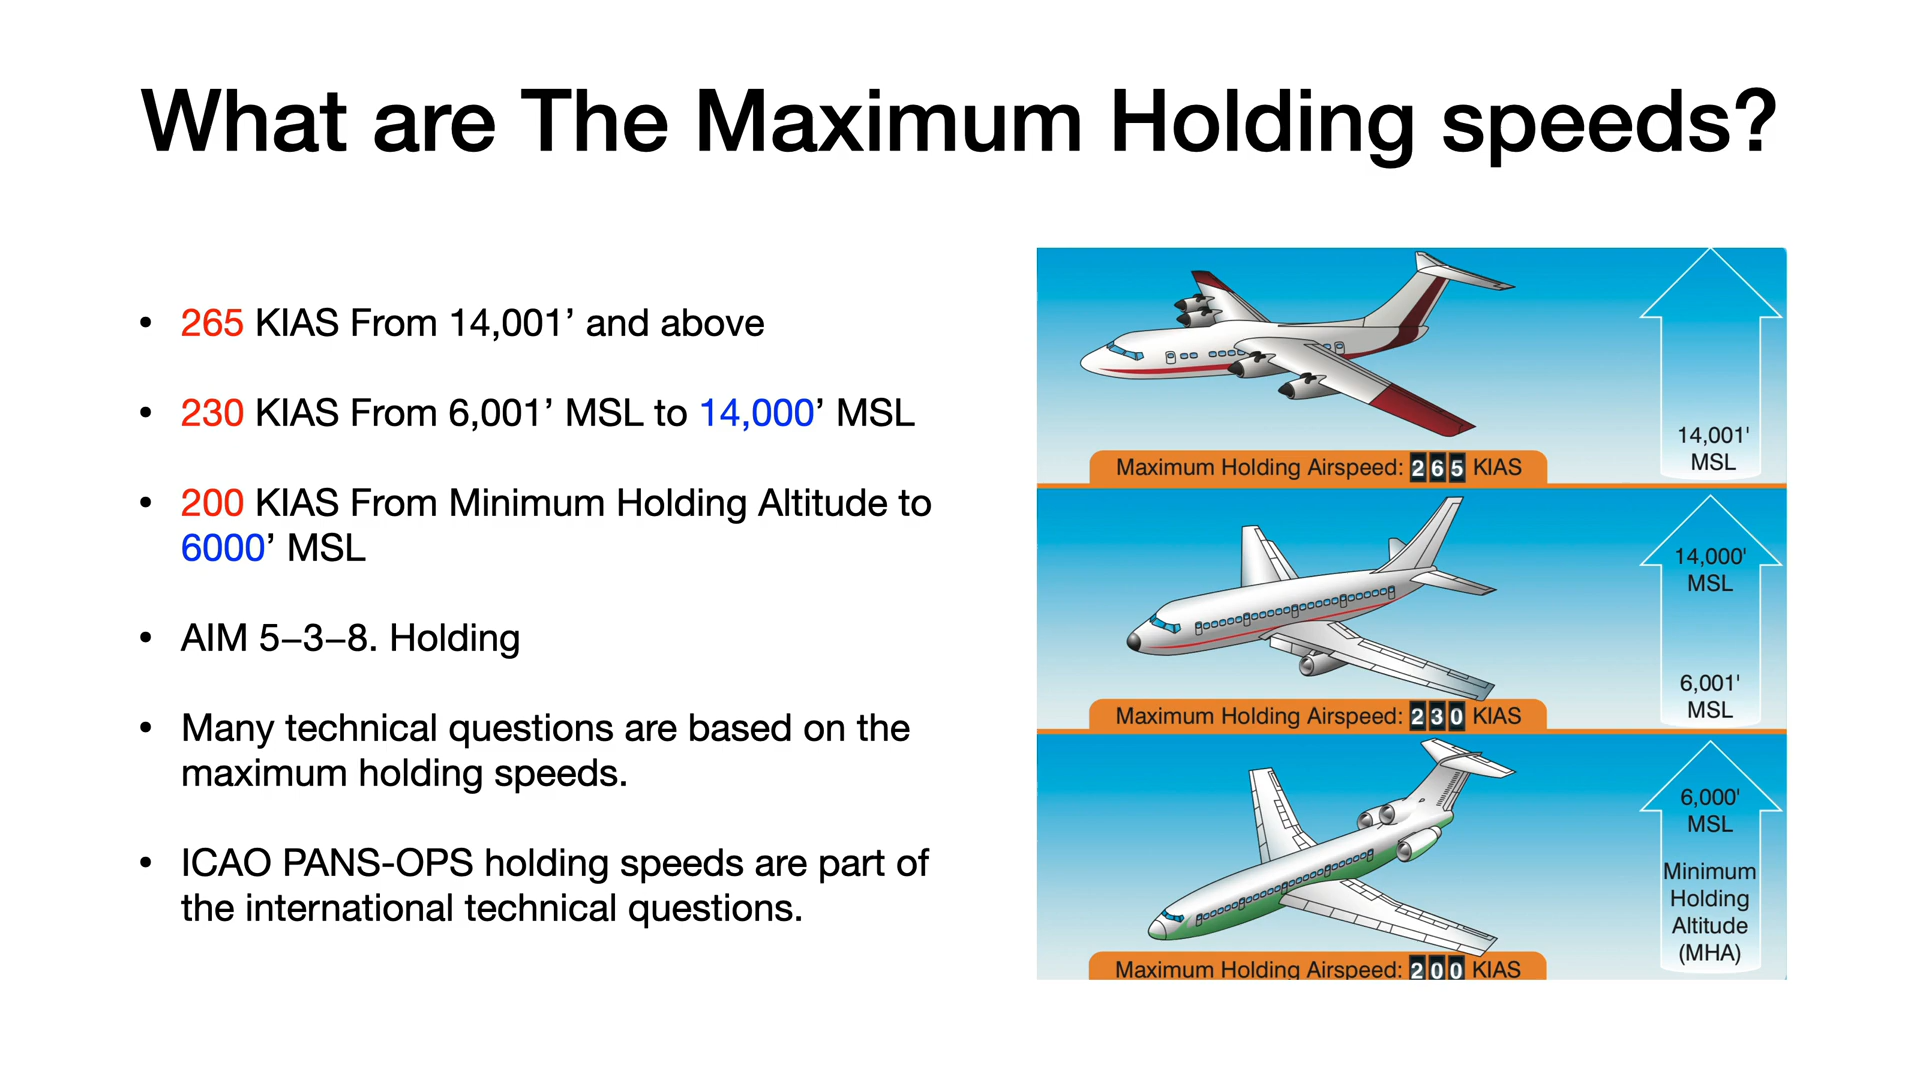 What are The Maximum Holding speeds?
• 265 KIAS From 14,001’ and above
• 230 KIAS From 6,001’ MSL to 14,000’ MSL
• 200 KIAS From Minimum Holding Altitude to
6000’ MSL
• AIM 5–3–8. Holding
• Many technical questions are based on the
maximum holding speeds.
• ICAO PANS-OPS holding speeds are part of
the international technical questions.
14,001'
MSL
Maximum Holding Airspeed: 265 KIAS
14,000'
MSL
6,001'
MSL
Maximum Holding Airspeed: 230 KIAS
6,000'
MSL
Minimum
Holding
Altitude
(MHA)
Maximum Holding Airspeed: 200 KIAS